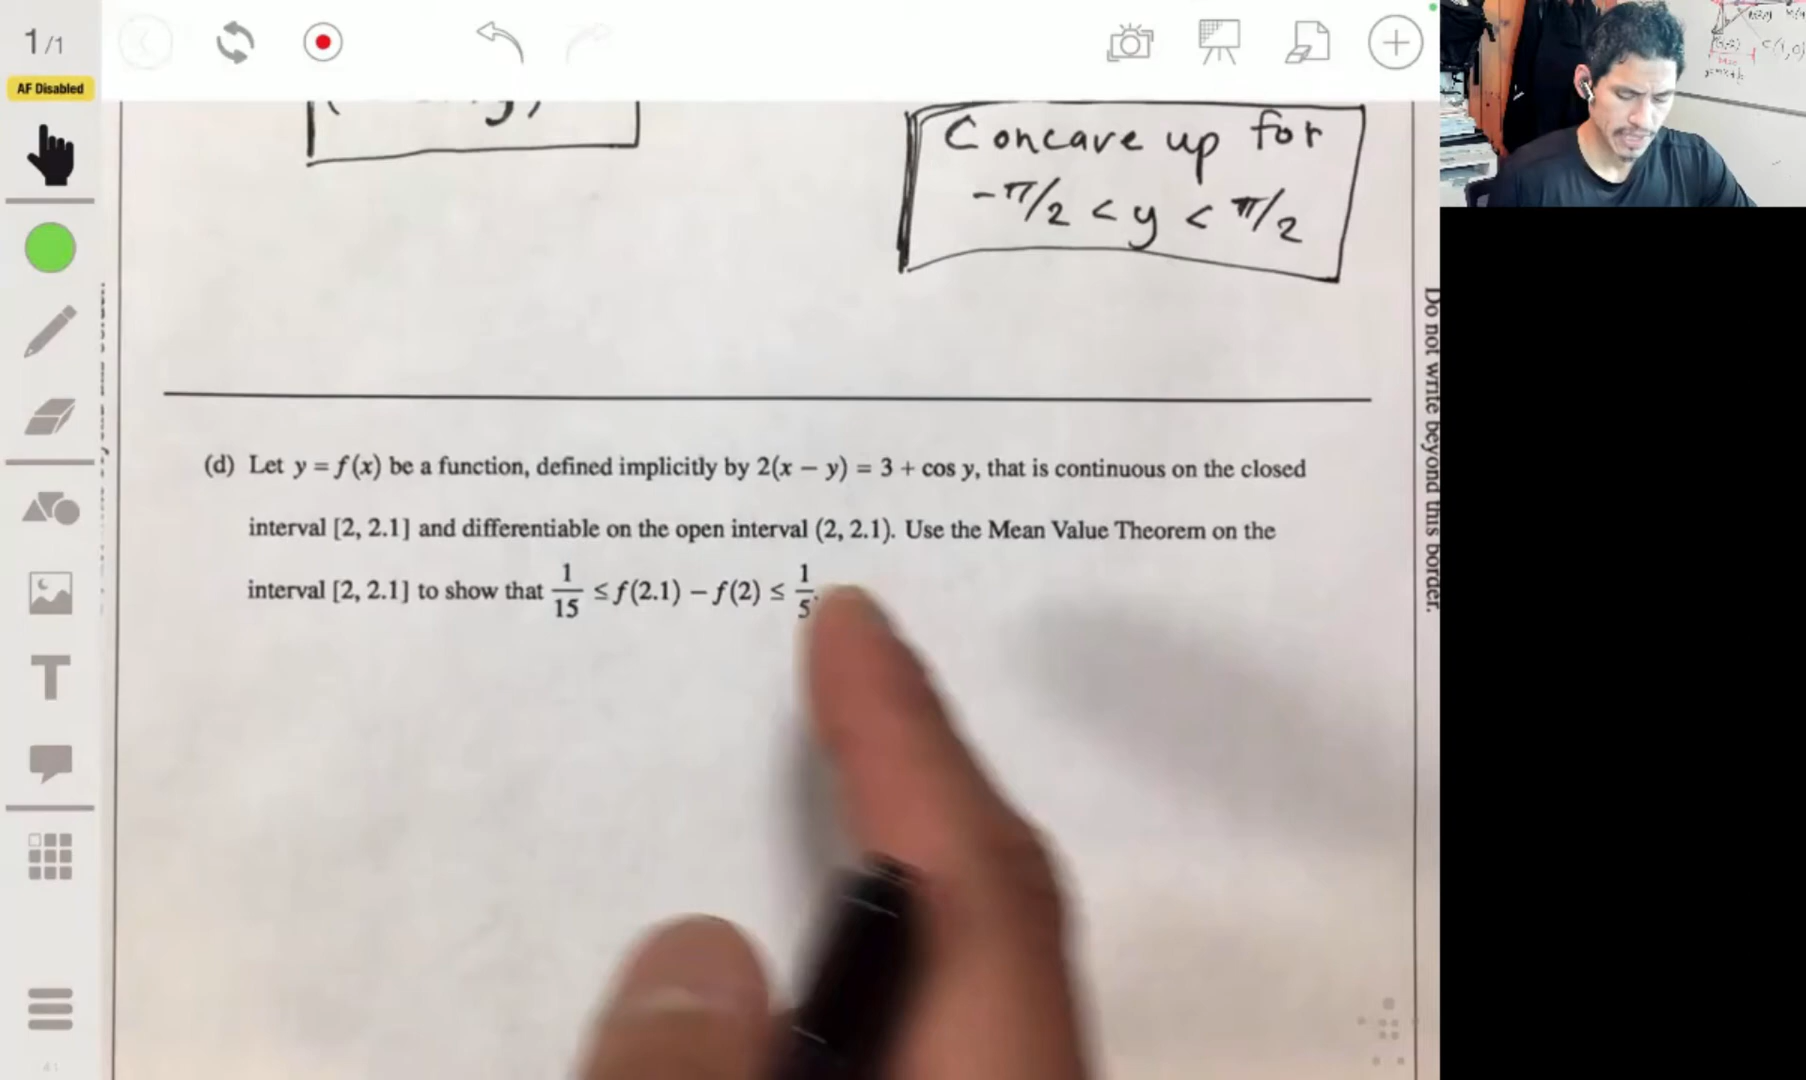 1/1
AF Disabled
Concave up for
-π/2 < y < π/2
(d) Let y = f(x) be a function, defined implicitly by 2(x − y) = 3 + cos y, that is continuous on the closed
interval [2, 2.1] and differentiable on the open interval (2, 2.1). Use the Mean Value Theorem on the
interval [2, 2.1] to show that 1/15 ≤ f(2.1) − f(2) ≤ 1/5.
Do not write beyond this border.
T
C(1,0)